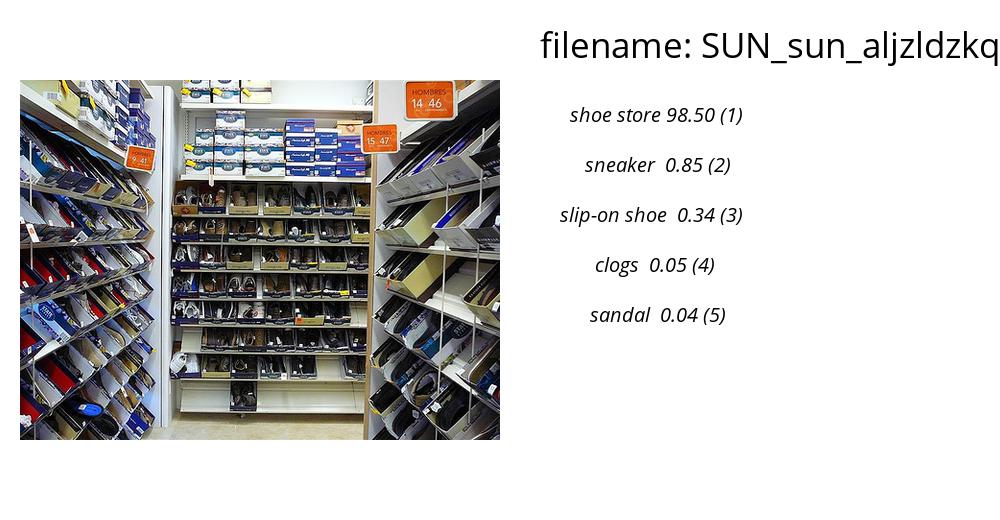 filename: SUN_sun_aljzldzkq
shoe store 98.50 (1)
sneaker 0.85 (2)
slip-on shoe 0.34 (3)
clogs 0.05 (4)
sandal 0.04 (5)
HOMBRES
14 46
HOMBRES
15 47
9 41